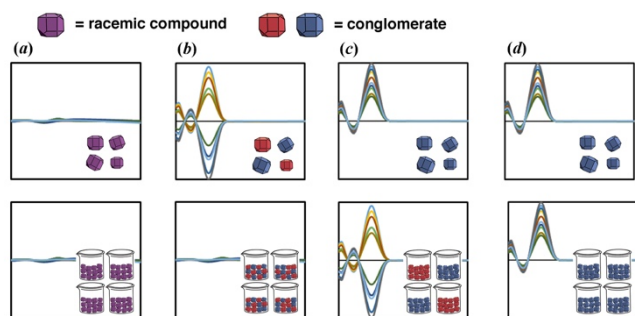 = racemic compound
= conglomerate
(a)
(b)
(c)
(d)